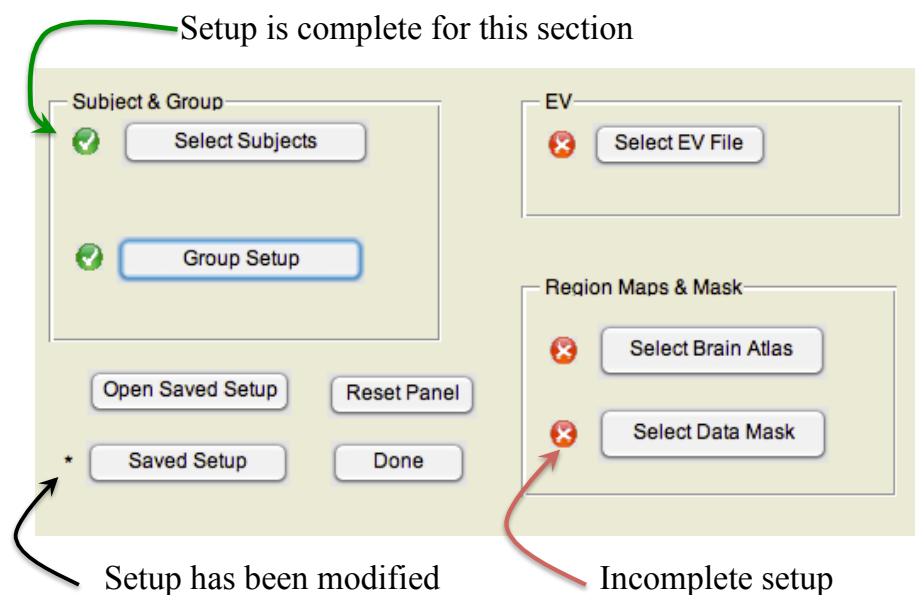 Setup is complete for this section
Subject & Group
Select Subjects
Group Setup
EV
Select EV File
Region Maps & Mask
Select Brain Atlas
Select Data Mask
Open Saved Setup
Reset Panel
* Saved Setup
Done
Setup has been modified
Incomplete setup